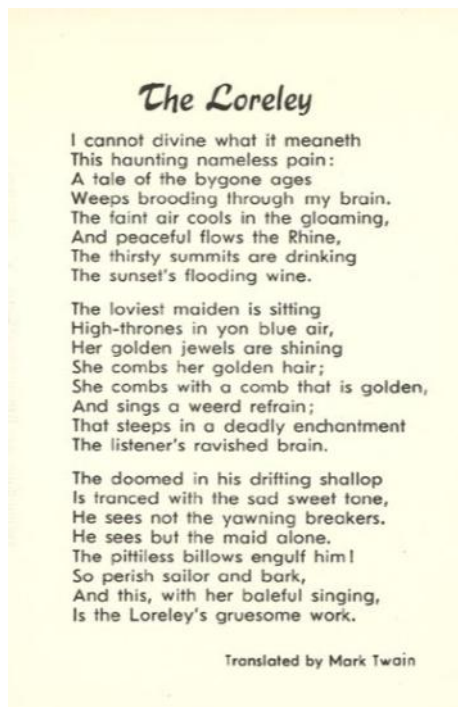 The Loreley
I cannot divine what it meaneth
This haunting nameless pain:
A tale of the bygone ages
Weeps brooding through my brain.
The faint air cools in the gloaming,
And peaceful flows the Rhine,
The thirsty summits are drinking
The sunset's flooding wine.
The loviest maiden is sitting
High-thrones in yon blue air,
Her golden jewels are shining
She combs her golden hair;
She combs with a comb that is golden,
And sings a weerd refrain;
That steeps in a deadly enchantment
The listener's ravished brain.
The doomed in his drifting shallop
Is tranced with the sad sweet tone,
He sees not the yawning breakers.
He sees but the maid alone.
The pittiless billows engulf him!
So perish sailor and bark,
And this, with her baleful singing,
Is the Loreley's gruesome work.
Translated by Mark Twain